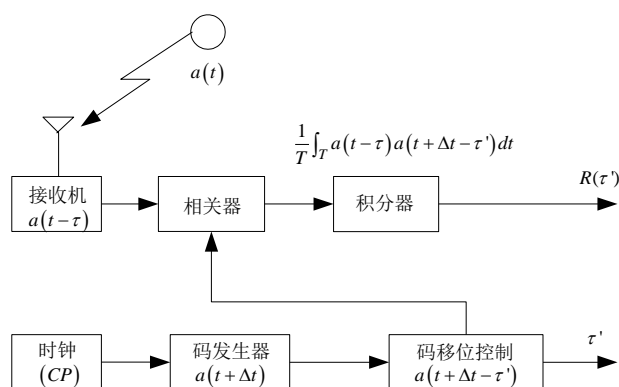 a(t)
1/T ∫_T a(t-τ)a(t+Δt-τ')dt
R(τ')
接收机
a(t-τ)
相关器
积分器
τ'
时钟
(CP)
码发生器
a(t+Δt)
码移位控制
a(t+Δt-τ')